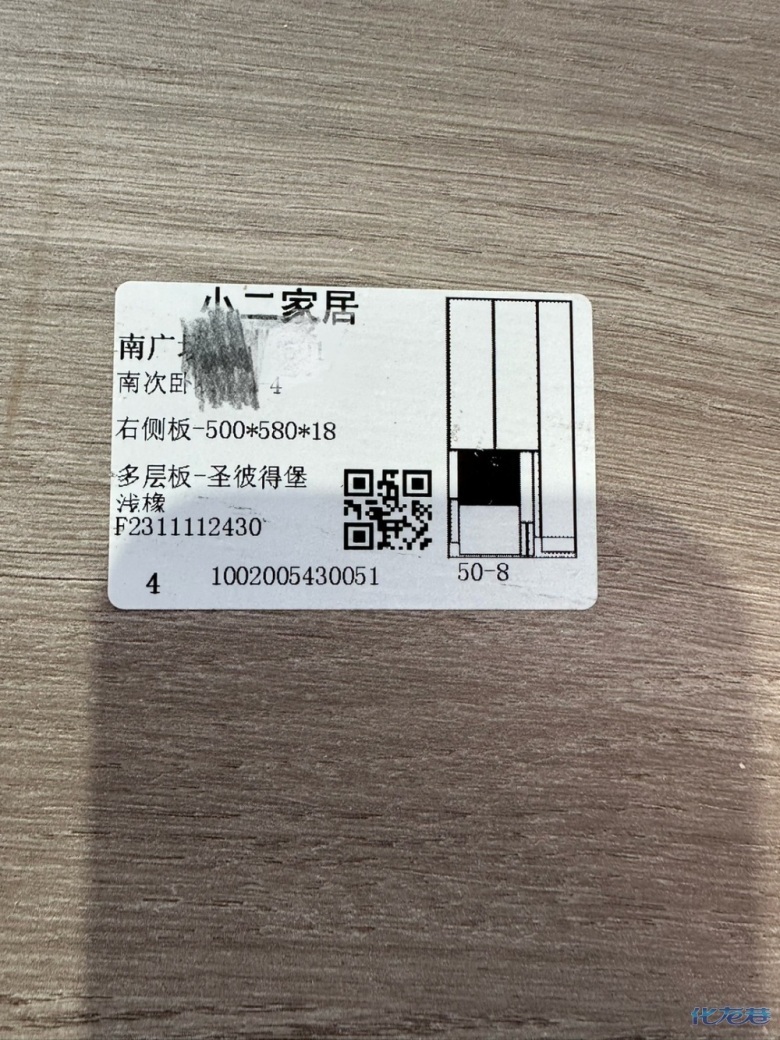 小二家居
南广
南次卧 -4
右侧板-500*580*18
多层板-圣彼得堡
浅橡
F2311112430
4
1002005430051
50-8
化龙巷